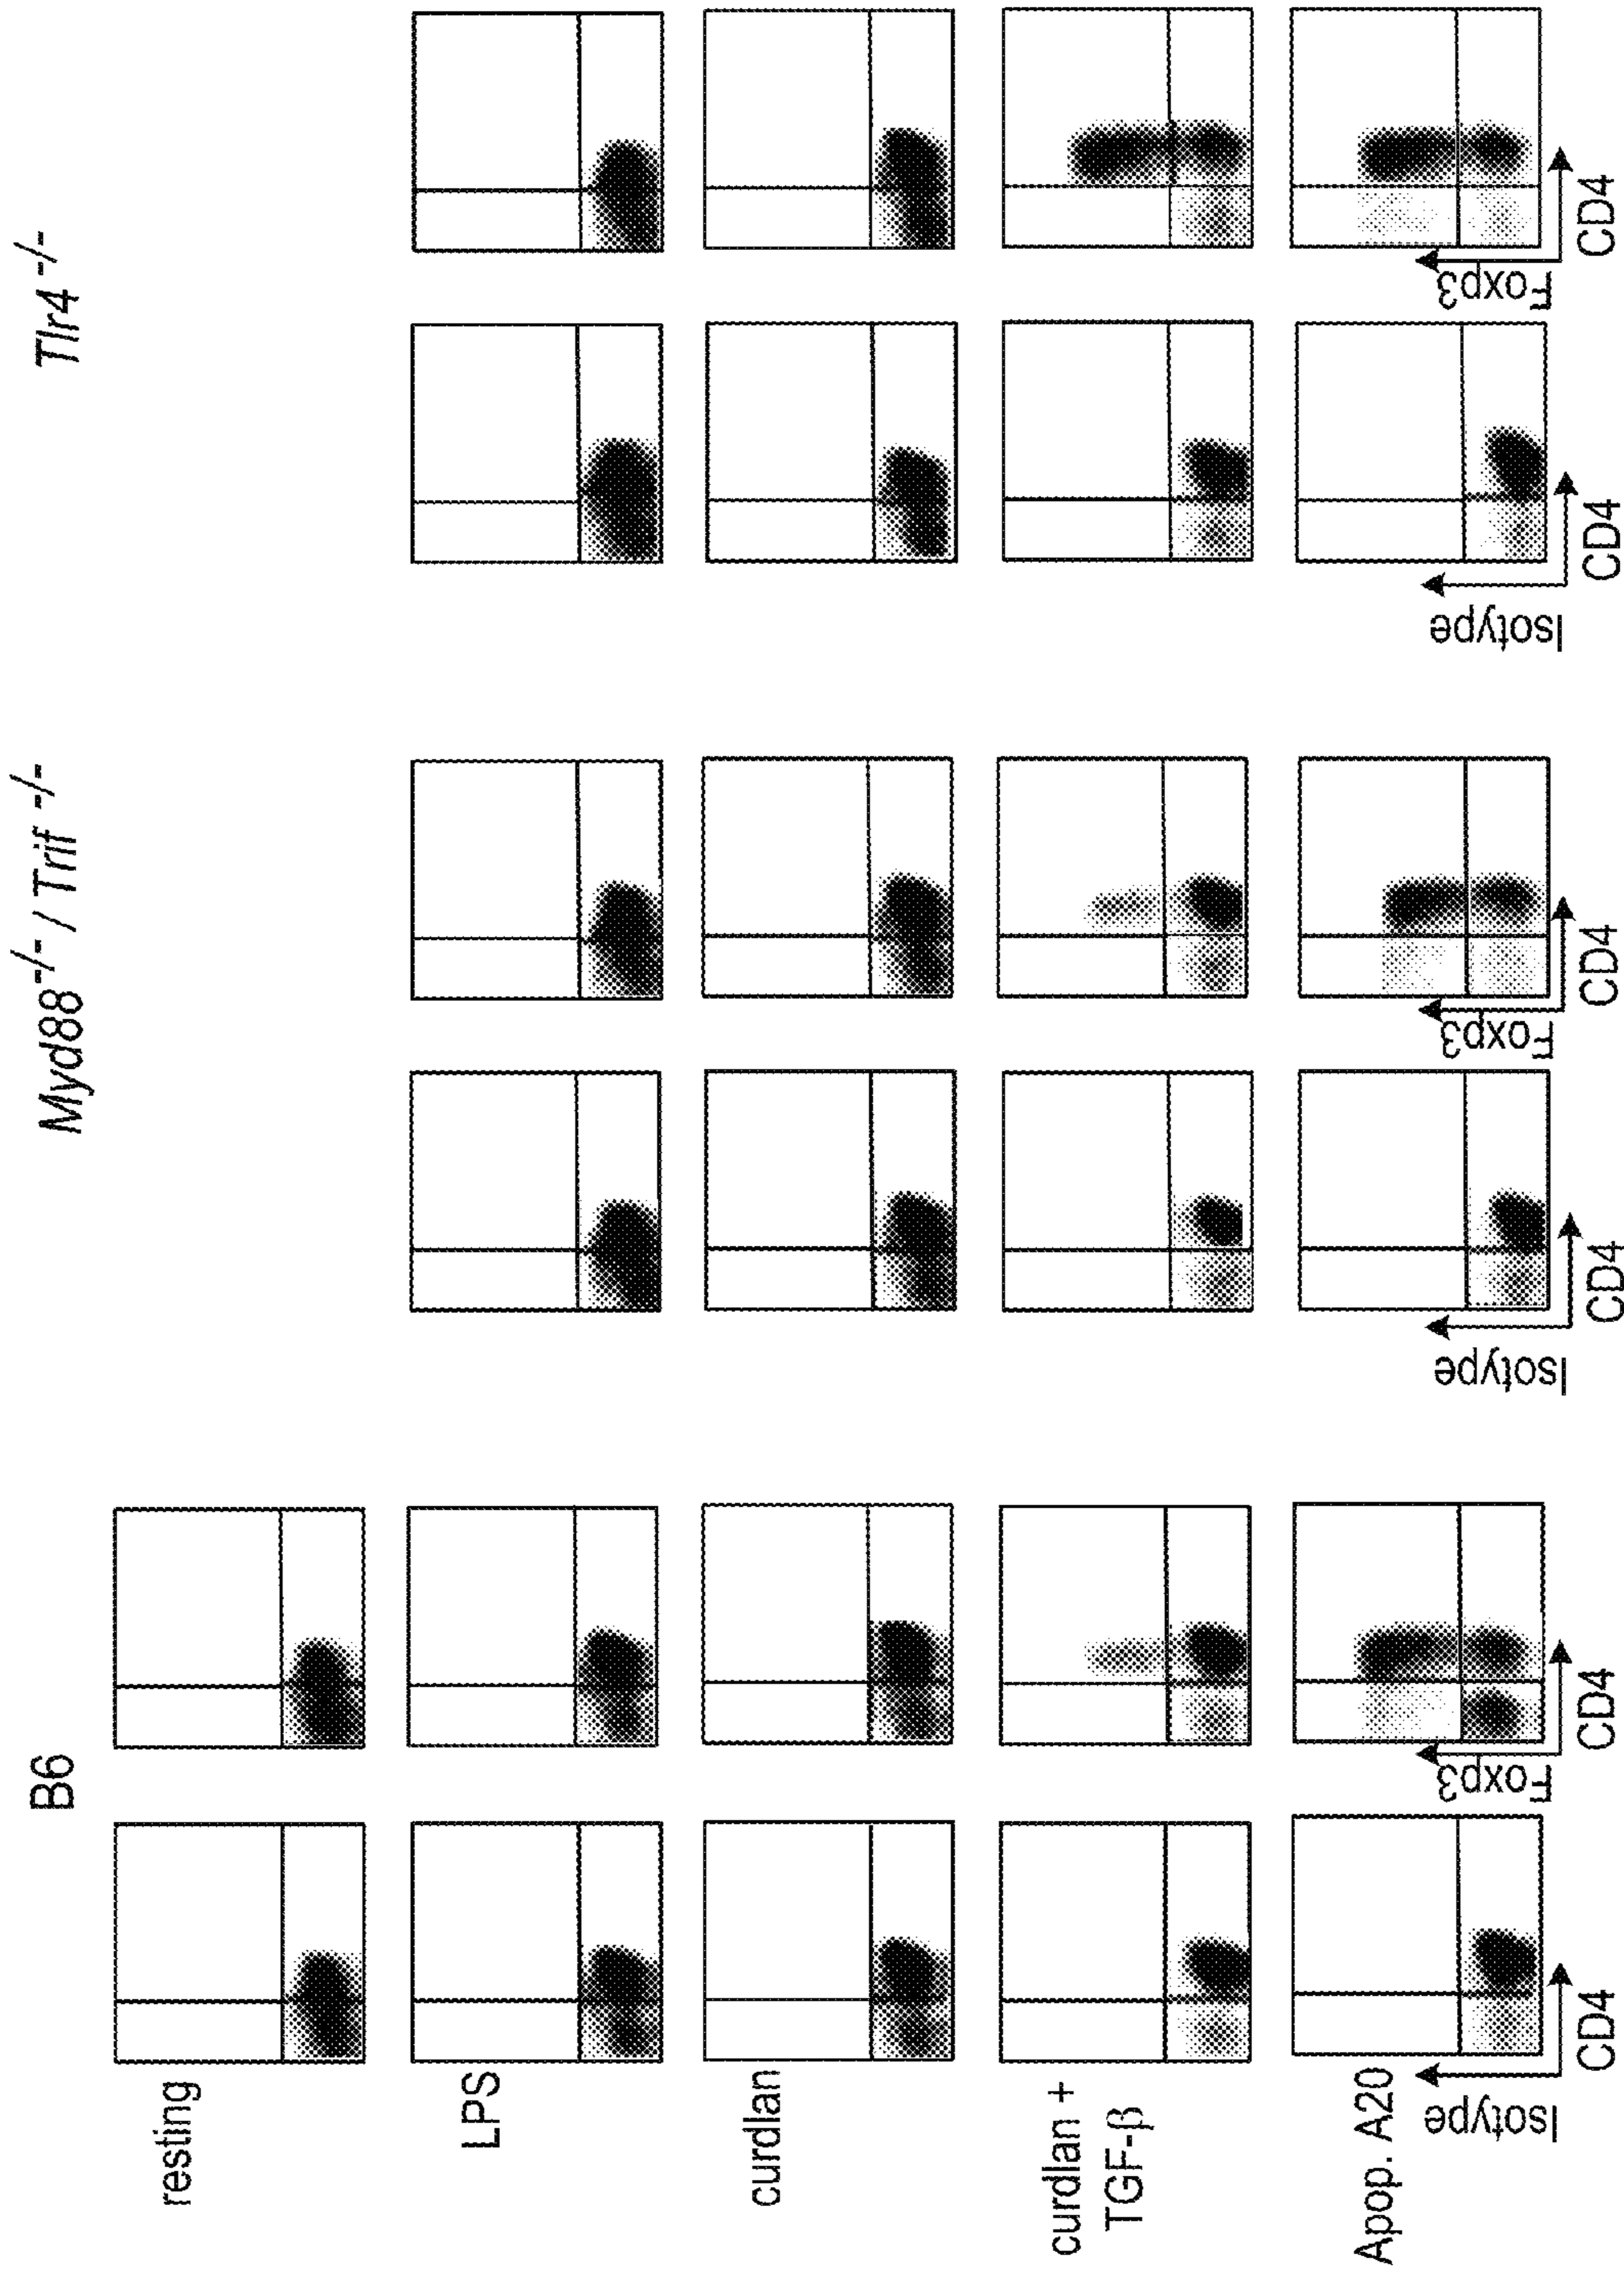 B6
Myd88-/- / Trif -/-
Tlr4 -/-
resting
LPS
curdlan
curdlan +
TGF-β
Apop. A20
Isotype
CD4
Foxp3
CD4
Isotype
CD4
Foxp3
CD4
Isotype
CD4
Foxp3
CD4